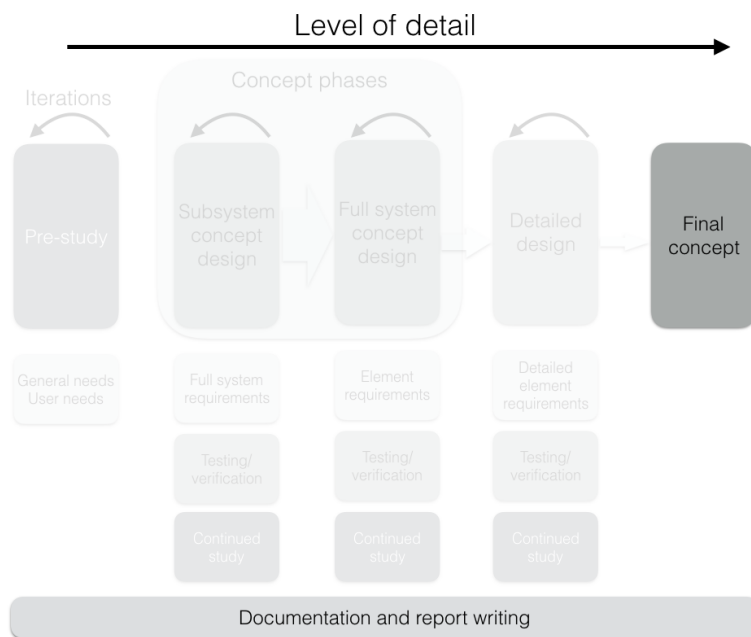 Level of detail
Concept phases
Iterations
Pre-study
Subsystem
concept
design
Full system
concept
design
Detailed
design
Final
concept
General needs
User needs
Full system
requirements
Element
requirements
Detailed
element
requirements
Testing/
verification
Testing/
verification
Testing/
verification
Continued
study
Continued
study
Continued
study
Documentation and report writing